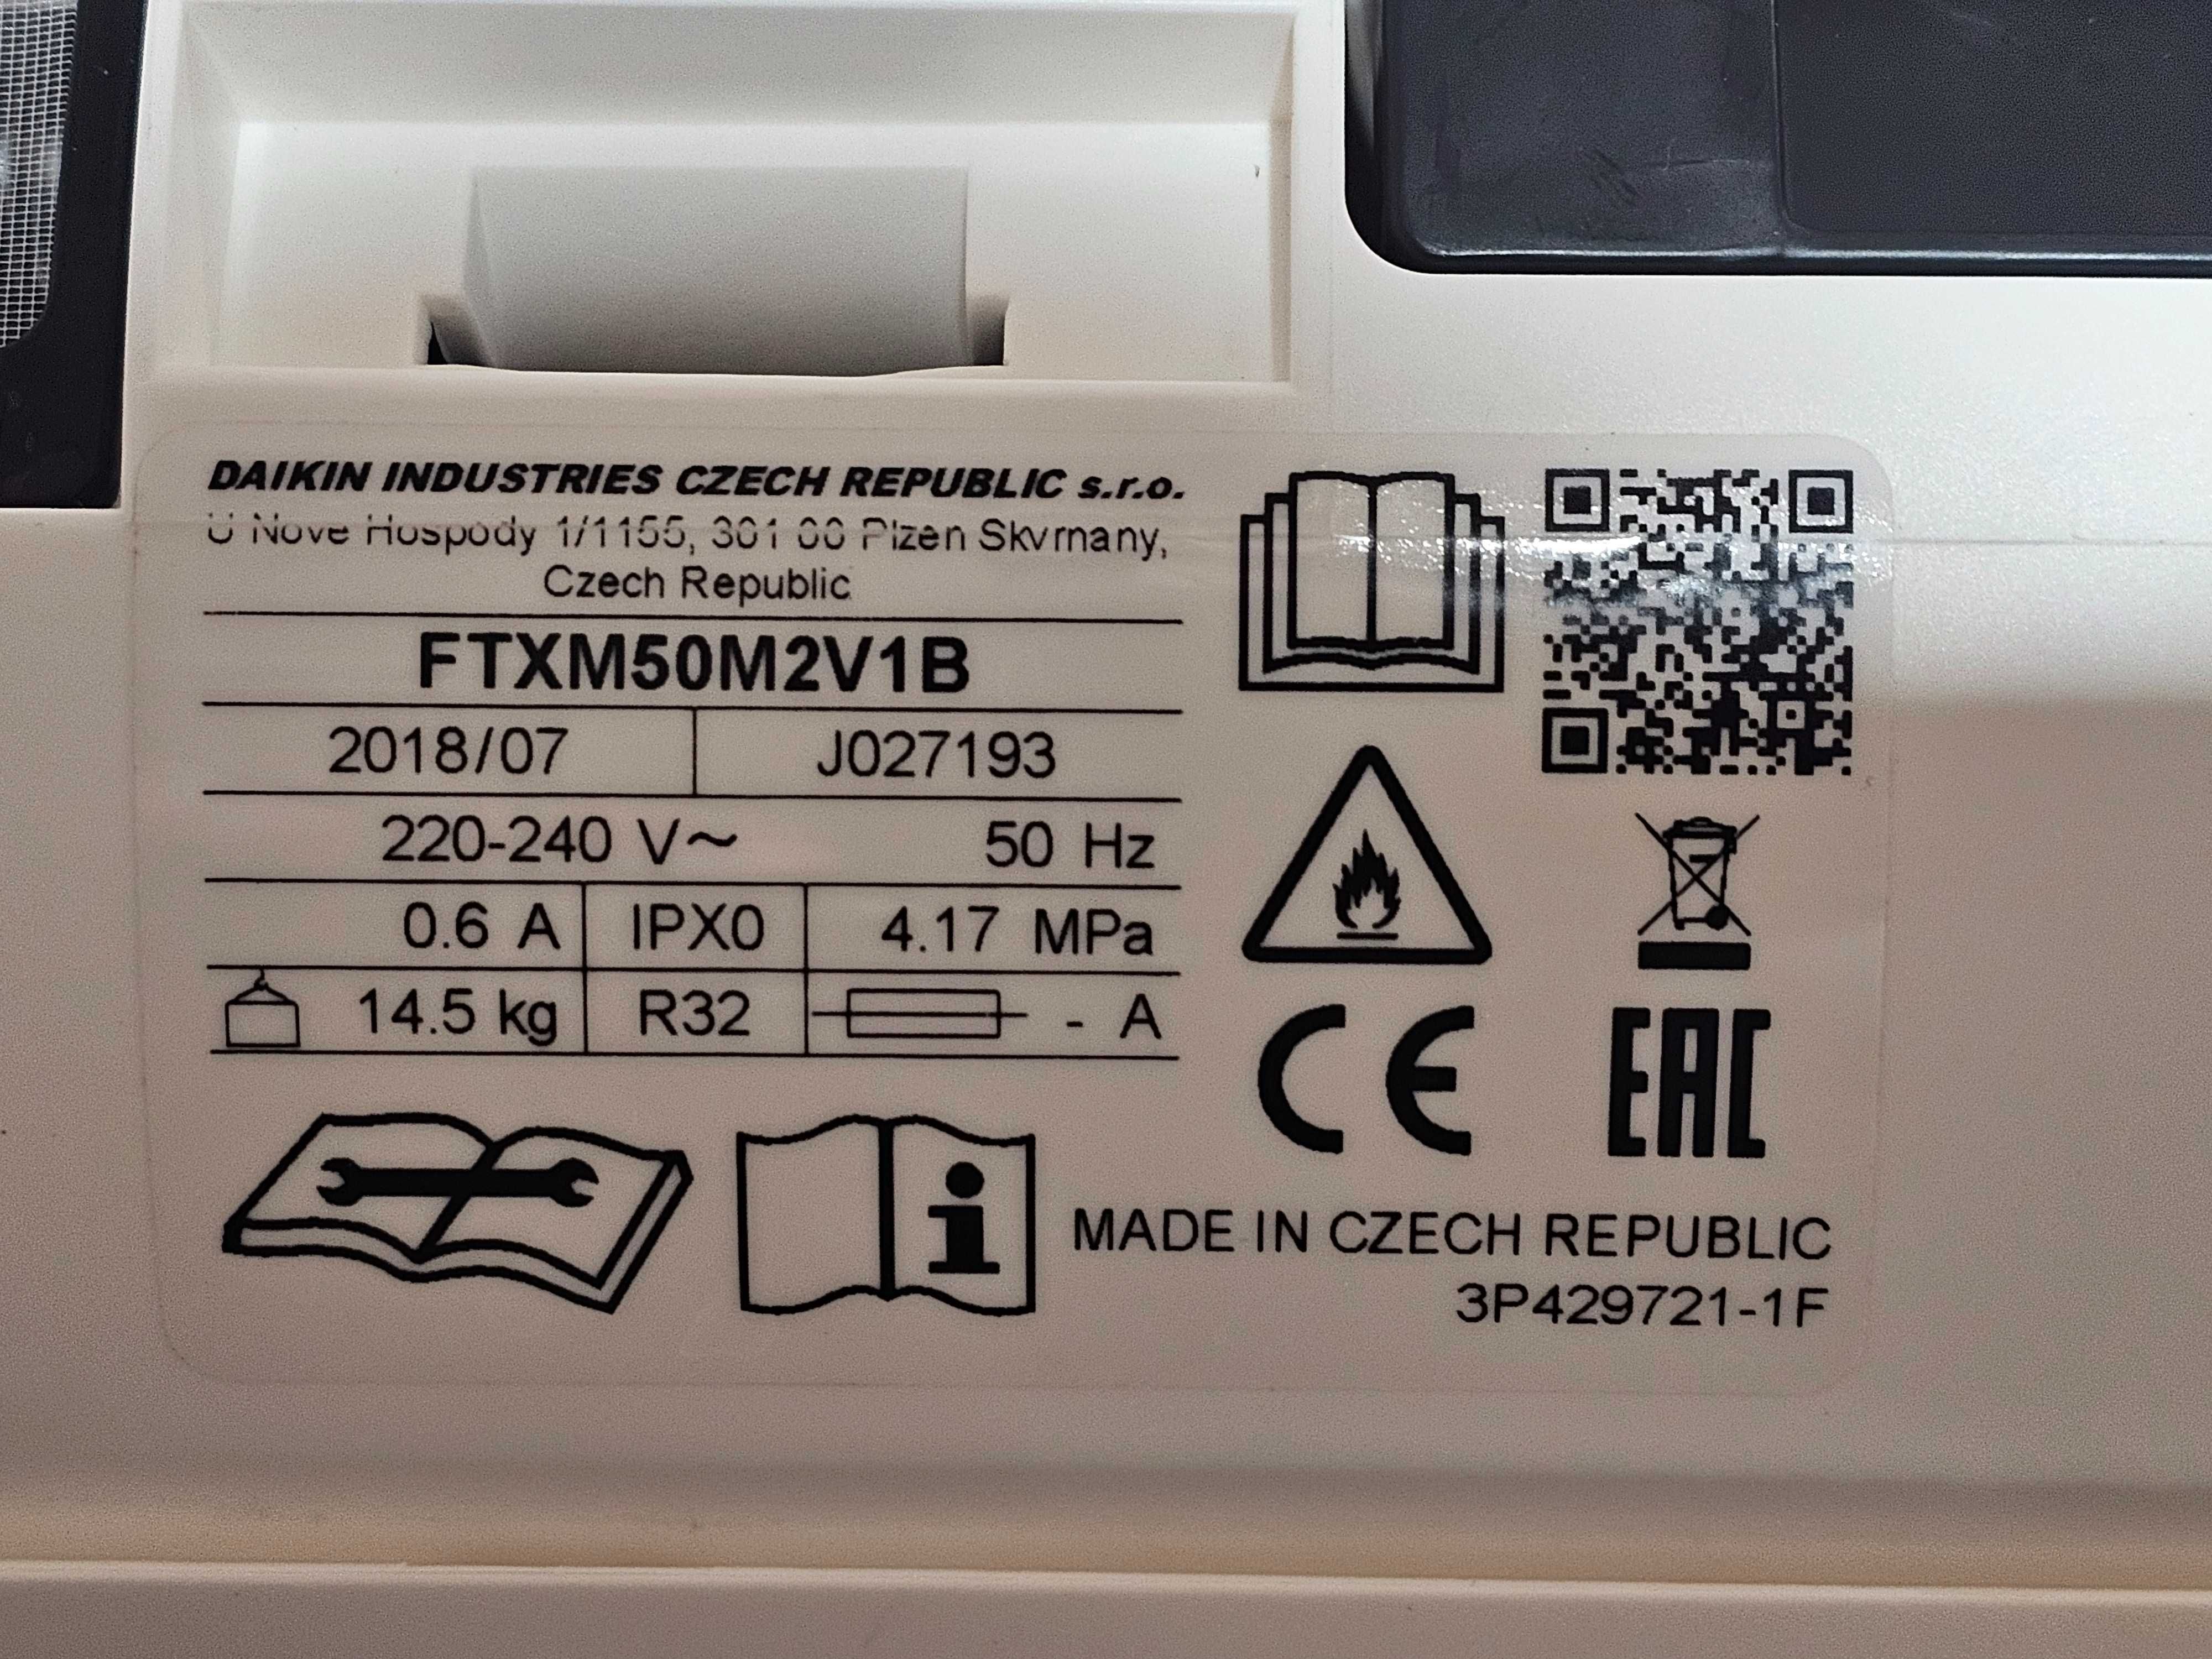 DAIKIN INDUSTRIES CZECH REPUBLIC s.r.o.
U Nove Hospody 1/1155, 301 00 Plzen Skvrnany,
Czech Republic
FTXM50M2V1B
2018/07 J027193
220-240 V~ 50 Hz
0.6 A IPX0 4.17 MPa
14.5 kg R32 - A
CE EAC
MADE IN CZECH REPUBLIC
3P429721-1F